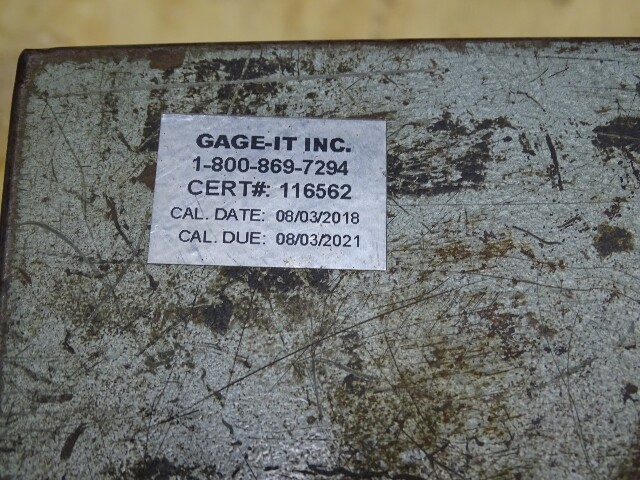 GAGE-IT INC.
1-800-869-7294
CERT#: 116562
CAL. DATE: 08/03/2018
CAL. DUE: 08/03/2021